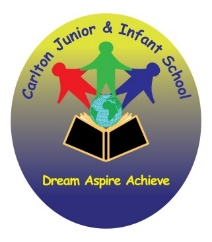 Carlton Junior & Infant School
Dream Aspire Achieve